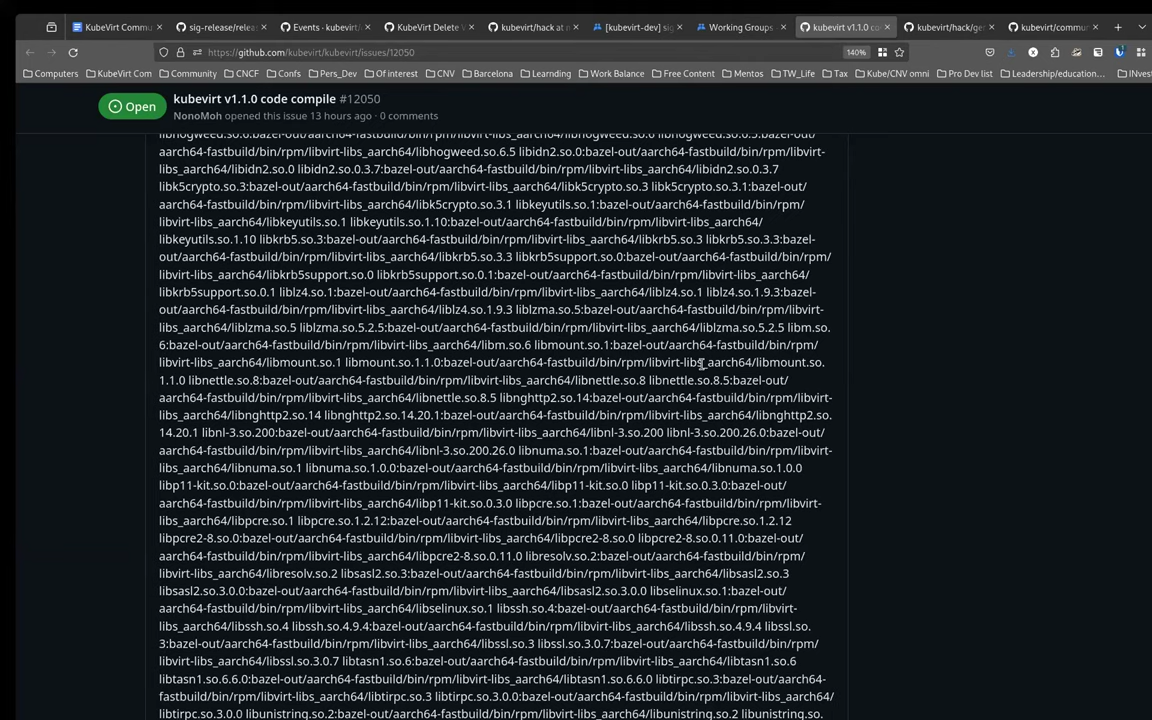 KubeVirt Commu
sig-release/relea
Events · kubevirt/
KubeVirt Delete V
kubevirt/hack at n
[kubevirt-dev] sig
Working Groups
kubevirt v1.1.0 co
kubevirt/hack/ge
kubevirt/commun
https://github.com/kubevirt/kubevirt/issues/12050
140%
Computers
KubeVirt Com
Community
CNCF
Confs
Pers_Dev
Of interest
CNV
Barcelona
Learnding
Work Balance
Free Content
Mentos
TW_Life
Tax
Kube/CNV omni
Pro Dev list
Leadership/education...
INvest
Open
kubevirt v1.1.0 code compile #12050
NonoMoh opened this issue 13 hours ago · 0 comments
libhogweed.so.6:bazel-out/aarch64-fastbuild/bin/rpm/libvirt-libs_aarch64/libhogweed.so.6 libhogweed.so.6.5:bazel-out/
aarch64-fastbuild/bin/rpm/libvirt-libs_aarch64/libhogweed.so.6.5 libidn2.so.0:bazel-out/aarch64-fastbuild/bin/rpm/libvirt-
libs_aarch64/libidn2.so.0 libidn2.so.0.3.7:bazel-out/aarch64-fastbuild/bin/rpm/libvirt-libs_aarch64/libidn2.so.0.3.7
libk5crypto.so.3:bazel-out/aarch64-fastbuild/bin/rpm/libvirt-libs_aarch64/libk5crypto.so.3 libk5crypto.so.3.1:bazel-out/
aarch64-fastbuild/bin/rpm/libvirt-libs_aarch64/libk5crypto.so.3.1 libkeyutils.so.1:bazel-out/aarch64-fastbuild/bin/rpm/
libvirt-libs_aarch64/libkeyutils.so.1 libkeyutils.so.1.10:bazel-out/aarch64-fastbuild/bin/rpm/libvirt-libs_aarch64/
libkeyutils.so.1.10 libkrb5.so.3:bazel-out/aarch64-fastbuild/bin/rpm/libvirt-libs_aarch64/libkrb5.so.3 libkrb5.so.3.3:bazel-
out/aarch64-fastbuild/bin/rpm/libvirt-libs_aarch64/libkrb5.so.3.3 libkrb5support.so.0:bazel-out/aarch64-fastbuild/bin/rpm/
libvirt-libs_aarch64/libkrb5support.so.0 libkrb5support.so.0.1:bazel-out/aarch64-fastbuild/bin/rpm/libvirt-libs_aarch64/
libkrb5support.so.0.1 liblz4.so.1:bazel-out/aarch64-fastbuild/bin/rpm/libvirt-libs_aarch64/liblz4.so.1 liblz4.so.1.9.3:bazel-
out/aarch64-fastbuild/bin/rpm/libvirt-libs_aarch64/liblz4.so.1.9.3 liblzma.so.5:bazel-out/aarch64-fastbuild/bin/rpm/libvirt-
libs_aarch64/liblzma.so.5 liblzma.so.5.2.5:bazel-out/aarch64-fastbuild/bin/rpm/libvirt-libs_aarch64/liblzma.so.5.2.5 libm.so.
6:bazel-out/aarch64-fastbuild/bin/rpm/libvirt-libs_aarch64/libm.so.6 libmount.so.1:bazel-out/aarch64-fastbuild/bin/rpm/
libvirt-libs_aarch64/libmount.so.1 libmount.so.1.1.0:bazel-out/aarch64-fastbuild/bin/rpm/libvirt-libs_aarch64/libmount.so.
1.1.0 libnettle.so.8:bazel-out/aarch64-fastbuild/bin/rpm/libvirt-libs_aarch64/libnettle.so.8 libnettle.so.8.5:bazel-out/
aarch64-fastbuild/bin/rpm/libvirt-libs_aarch64/libnettle.so.8.5 libnghttp2.so.14:bazel-out/aarch64-fastbuild/bin/rpm/libvirt-
libs_aarch64/libnghttp2.so.14 libnghttp2.so.14.20.1:bazel-out/aarch64-fastbuild/bin/rpm/libvirt-libs_aarch64/libnghttp2.so.
14.20.1 libnl-3.so.200:bazel-out/aarch64-fastbuild/bin/rpm/libvirt-libs_aarch64/libnl-3.so.200 libnl-3.so.200.26.0:bazel-out/
aarch64-fastbuild/bin/rpm/libvirt-libs_aarch64/libnl-3.so.200.26.0 libnuma.so.1:bazel-out/aarch64-fastbuild/bin/rpm/libvirt-
libs_aarch64/libnuma.so.1 libnuma.so.1.0.0:bazel-out/aarch64-fastbuild/bin/rpm/libvirt-libs_aarch64/libnuma.so.1.0.0
libp11-kit.so.0:bazel-out/aarch64-fastbuild/bin/rpm/libvirt-libs_aarch64/libp11-kit.so.0 libp11-kit.so.0.3.0:bazel-out/
aarch64-fastbuild/bin/rpm/libvirt-libs_aarch64/libp11-kit.so.0.3.0 libpcre.so.1:bazel-out/aarch64-fastbuild/bin/rpm/libvirt-
libs_aarch64/libpcre.so.1 libpcre.so.1.2.12:bazel-out/aarch64-fastbuild/bin/rpm/libvirt-libs_aarch64/libpcre.so.1.2.12
libpcre2-8.so.0:bazel-out/aarch64-fastbuild/bin/rpm/libvirt-libs_aarch64/libpcre2-8.so.0 libpcre2-8.so.0.11.0:bazel-out/
aarch64-fastbuild/bin/rpm/libvirt-libs_aarch64/libpcre2-8.so.0.11.0 libresolv.so.2:bazel-out/aarch64-fastbuild/bin/rpm/
libvirt-libs_aarch64/libresolv.so.2 libsasl2.so.3:bazel-out/aarch64-fastbuild/bin/rpm/libvirt-libs_aarch64/libsasl2.so.3
libsasl2.so.3.0.0:bazel-out/aarch64-fastbuild/bin/rpm/libvirt-libs_aarch64/libsasl2.so.3.0.0 libselinux.so.1:bazel-out/
aarch64-fastbuild/bin/rpm/libvirt-libs_aarch64/libselinux.so.1 libssh.so.4:bazel-out/aarch64-fastbuild/bin/rpm/libvirt-
libs_aarch64/libssh.so.4 libssh.so.4.9.4:bazel-out/aarch64-fastbuild/bin/rpm/libvirt-libs_aarch64/libssh.so.4.9.4 libssl.so.
3:bazel-out/aarch64-fastbuild/bin/rpm/libvirt-libs_aarch64/libssl.so.3 libssl.so.3.0.7:bazel-out/aarch64-fastbuild/bin/rpm/
libvirt-libs_aarch64/libssl.so.3.0.7 libtasn1.so.6:bazel-out/aarch64-fastbuild/bin/rpm/libvirt-libs_aarch64/libtasn1.so.6
libtasn1.so.6.6.0:bazel-out/aarch64-fastbuild/bin/rpm/libvirt-libs_aarch64/libtasn1.so.6.6.0 libtirpc.so.3:bazel-out/aarch64-
fastbuild/bin/rpm/libvirt-libs_aarch64/libtirpc.so.3 libtirpc.so.3.0.0:bazel-out/aarch64-fastbuild/bin/rpm/libvirt-libs_aarch64/
libtirpc.so.3.0.0 libunistring.so.2:bazel-out/aarch64-fastbuild/bin/rpm/libvirt-libs_aarch64/libunistring.so.2 libunistring.so.